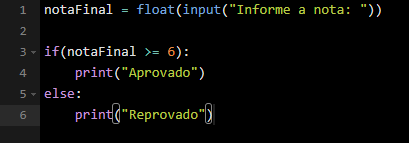 1 notaFinal = float(input("Informe a nota: "))
2
3 if(notaFinal >= 6):
4     print("Aprovado")
5 else:
6     print("Reprovado")